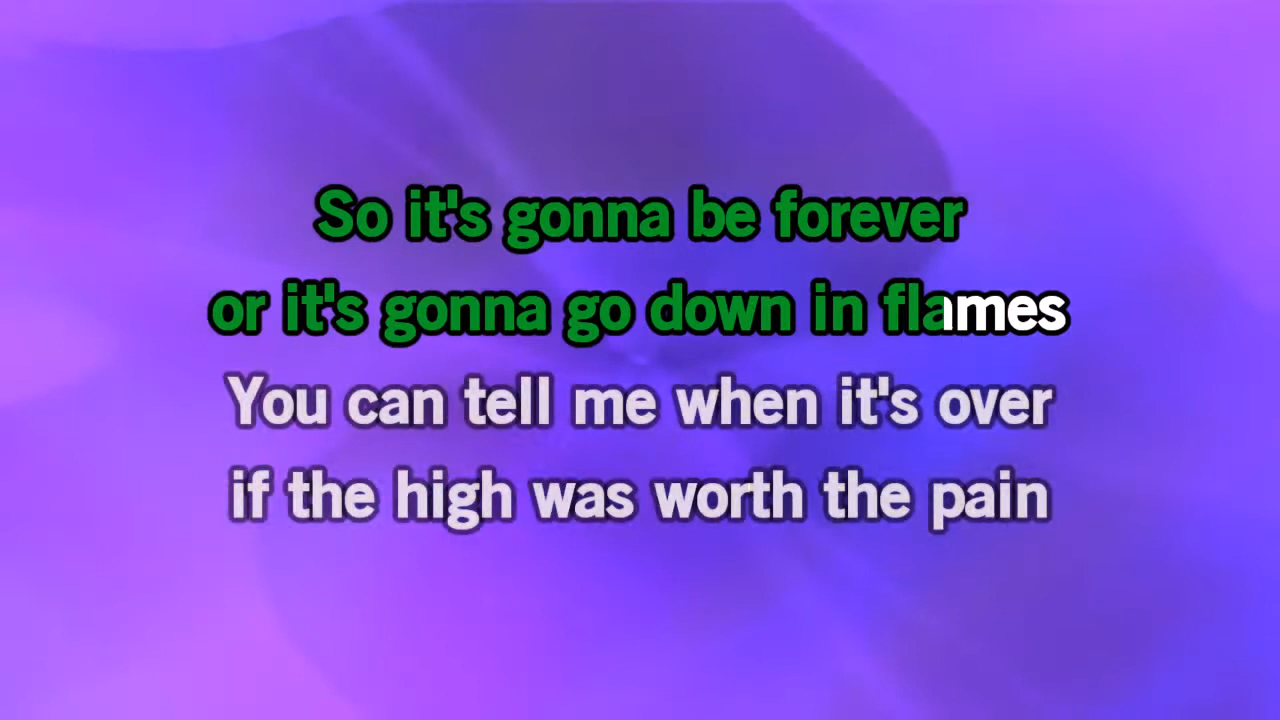 So it's gonna be forever
or it's gonna go down in flames
You can tell me when it's over
if the high was worth the pain